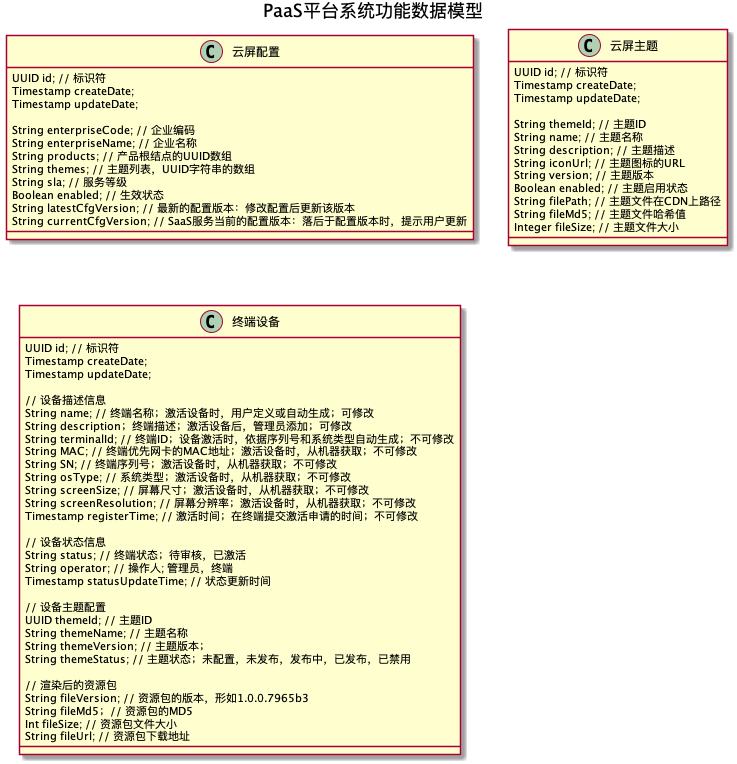 PaaS平台系统功能数据模型
C 云屏配置
UUID id; // 标识符
Timestamp createDate;
Timestamp updateDate;
String enterpriseCode; // 企业编码
String enterpriseName; // 企业名称
String products; // 产品根结点的UUID数组
String themes; // 主题列表，UUID字符串的数组
String sla; // 服务等级
Boolean enabled; // 生效状态
String latestCfgVersion; // 最新的配置版本：修改配置后更新该版本
String currentCfgVersion; // SaaS服务当前的配置版本：落后于配置版本时，提示用户更新
C 云屏主题
UUID id; // 标识符
Timestamp createDate;
Timestamp updateDate;
String themeId; // 主题ID
String name; // 主题名称
String description; // 主题描述
String iconUrl; // 主题图标的URL
String version; // 主题版本
Boolean enabled; // 主题启用状态
String filePath; // 主题文件在CDN上路径
String fileMd5; // 主题文件哈希值
Integer fileSize; // 主题文件大小
C 终端设备
UUID id; // 标识符
Timestamp createDate;
Timestamp updateDate;
// 设备描述信息
String name; // 终端名称；激活设备时，用户定义或自动生成；可修改
String description；终端描述；激活设备后，管理员添加；可修改
String terminalId; // 终端ID；设备激活时，依据序列号和系统类型自动生成；不可修改
String MAC; // 终端优先网卡的MAC地址；激活设备时，从机器获取；不可修改
String SN; // 终端序列号；激活设备时，从机器获取；不可修改
String osType; // 系统类型；激活设备时，从机器获取；不可修改
String screenSize; // 屏幕尺寸；激活设备时，从机器获取；不可修改
String screenResolution; // 屏幕分辨率；激活设备时，从机器获取；不可修改
Timestamp registerTime; // 激活时间；在终端提交激活申请的时间；不可修改
// 设备状态信息
String status; // 终端状态；待审核，已激活
String operator; // 操作人; 管理员，终端
Timestamp statusUpdateTime; // 状态更新时间
// 设备主题配置
UUID themeId; // 主题ID
String themeName; // 主题名称
String themeVersion; // 主题版本；
String themeStatus; // 主题状态；未配置，未发布，发布中，已发布，已禁用
// 渲染后的资源包
String fileVersion; // 资源包的版本，形如1.0.0.7965b3
String fileMd5；// 资源包的MD5
Int fileSize; // 资源包文件大小
String fileUrl; // 资源包下载地址